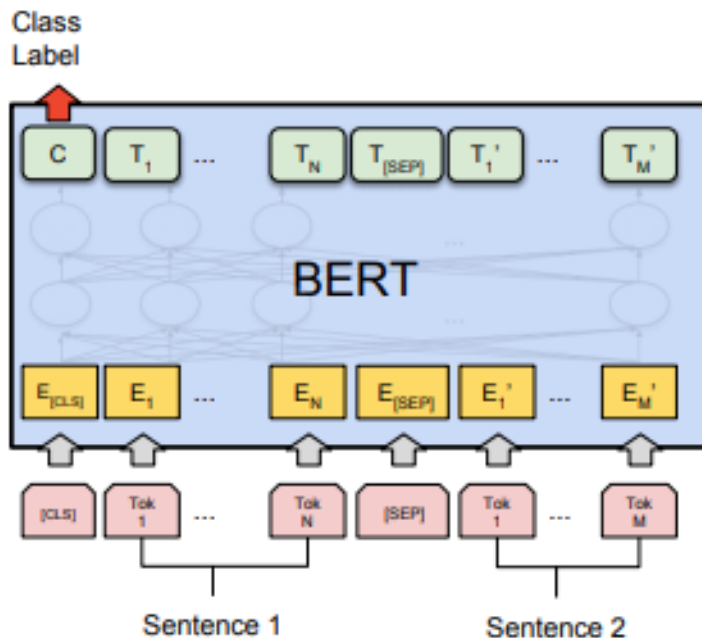 Class
Label
C T1 ... TN T[SEP] T1' ... TM'
...
BERT
...
E[CLS] E1 ... EN E[SEP] E1' ... EM'
[CLS] Tok 1 ... Tok N [SEP] Tok 1 ... Tok M
Sentence 1 Sentence 2